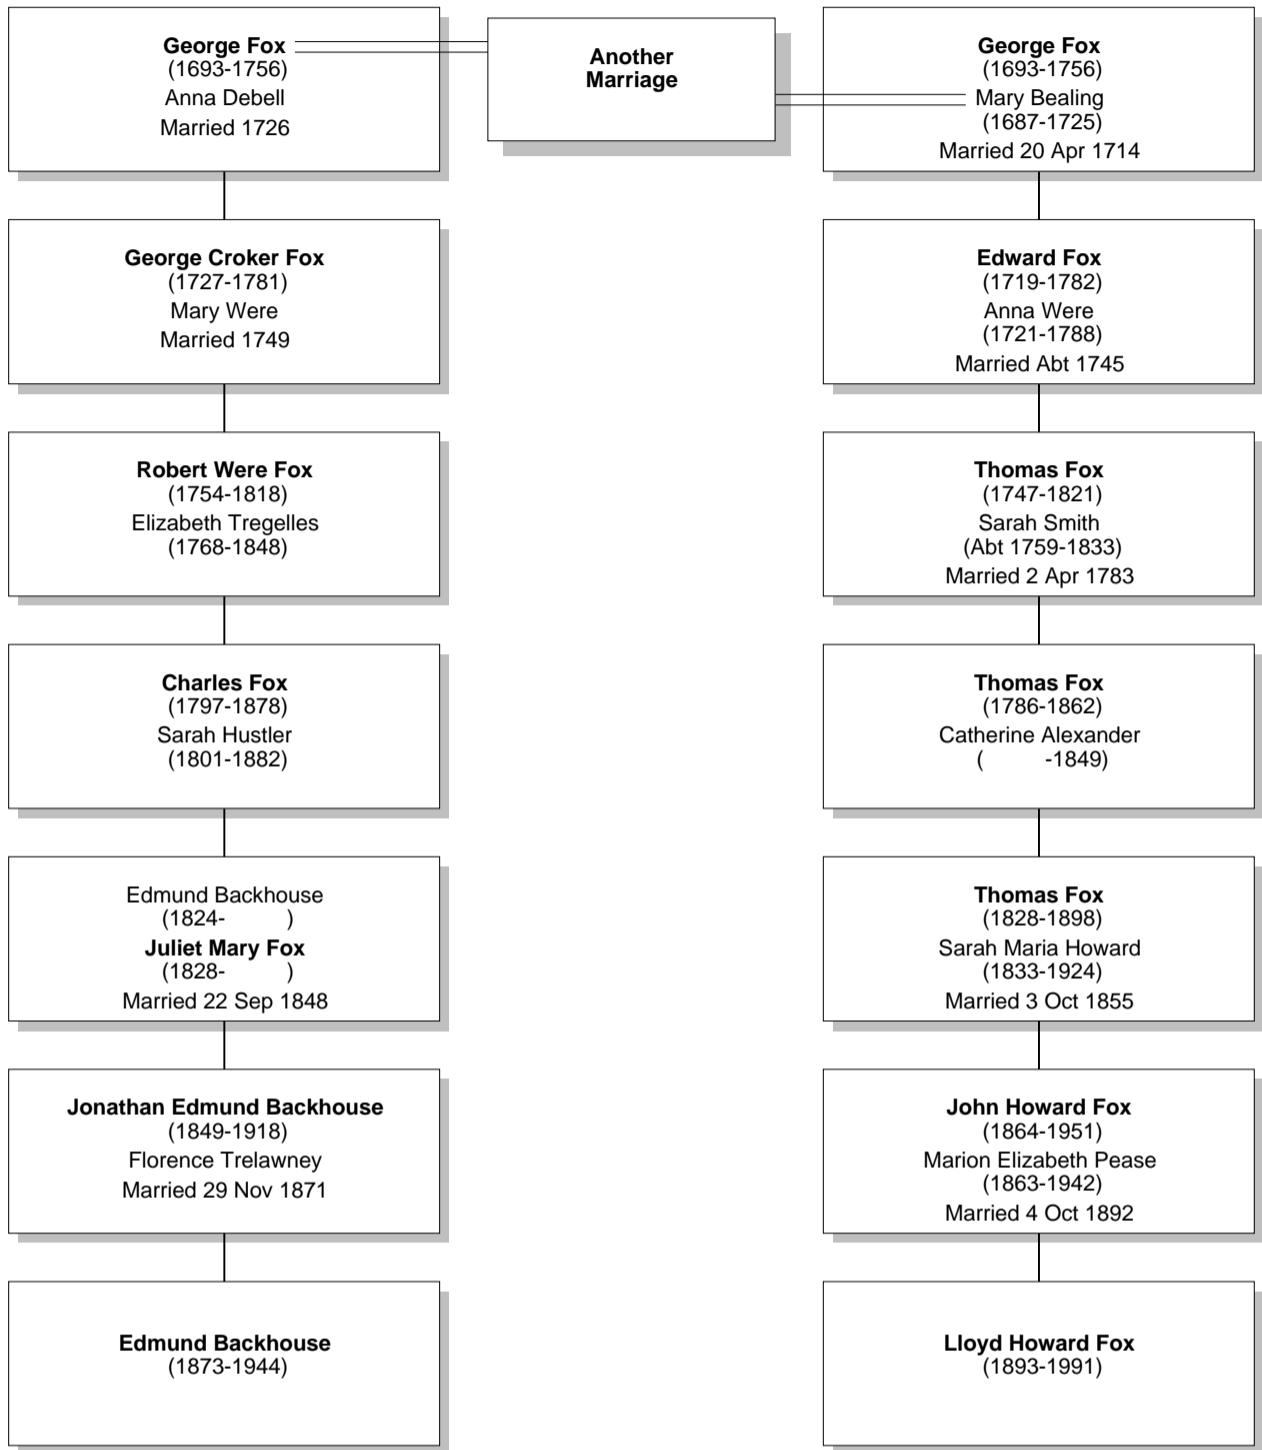 George Fox
(1693-1756)
Anna Debell
Married 1726
Another
Marriage
George Fox
(1693-1756)
Mary Bealing
(1687-1725)
Married 20 Apr 1714
George Croker Fox
(1727-1781)
Mary Were
Married 1749
Edward Fox
(1719-1782)
Anna Were
(1721-1788)
Married Abt 1745
Robert Were Fox
(1754-1818)
Elizabeth Tregelles
(1768-1848)
Thomas Fox
(1747-1821)
Sarah Smith
(Abt 1759-1833)
Married 2 Apr 1783
Charles Fox
(1797-1878)
Sarah Hustler
(1801-1882)
Thomas Fox
(1786-1862)
Catherine Alexander
(          -1849)
Edmund Backhouse
(1824-          )
Juliet Mary Fox
(1828-          )
Married 22 Sep 1848
Thomas Fox
(1828-1898)
Sarah Maria Howard
(1833-1924)
Married 3 Oct 1855
Jonathan Edmund Backhouse
(1849-1918)
Florence Trelawney
Married 29 Nov 1871
John Howard Fox
(1864-1951)
Marion Elizabeth Pease
(1863-1942)
Married 4 Oct 1892
Edmund Backhouse
(1873-1944)
Lloyd Howard Fox
(1893-1991)